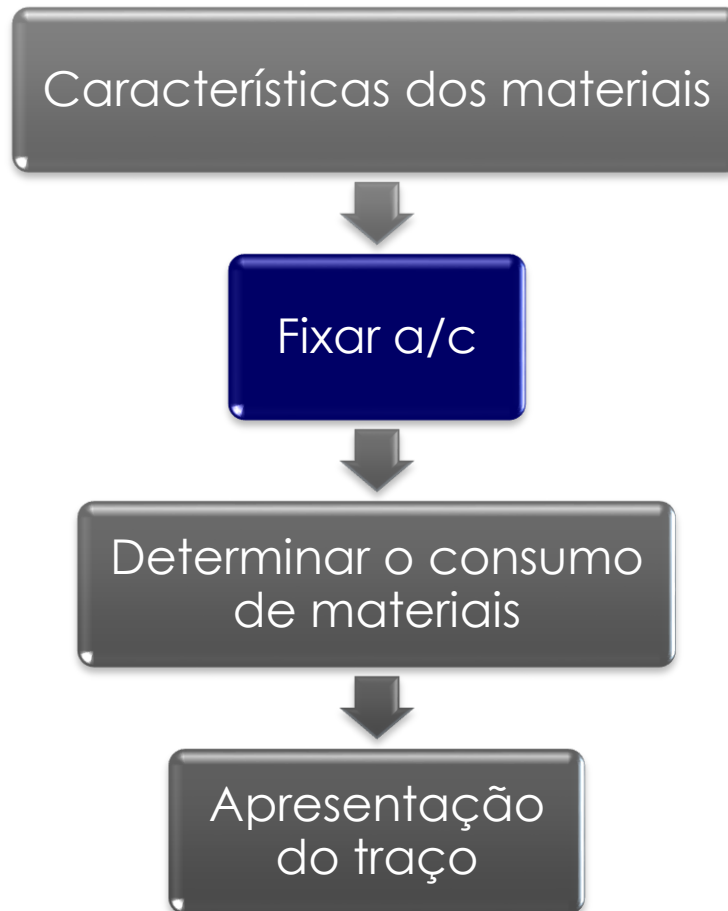 Características dos materiais
Fixar a/c
Determinar o consumo
de materiais
Apresentação
do traço